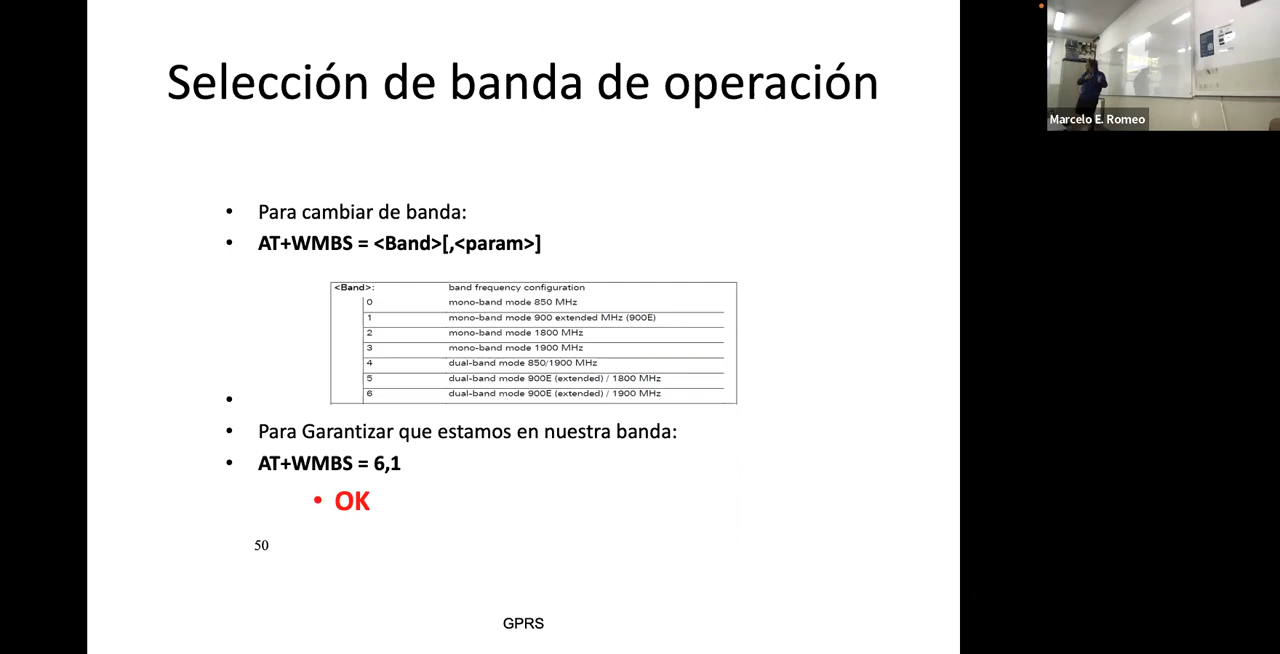 Selección de banda de operación
Marcelo E. Romeo
• Para cambiar de banda:
• AT+WMBS = <Band>[,<param>]
<Band>: band frequency configuration
0 mono-band mode 850 MHz
1 mono-band mode 900 extended MHz (900E)
2 mono-band mode 1800 MHz
3 mono-band mode 1900 MHz
4 dual-band mode 850/1900 MHz
5 dual-band mode 900E (extended) / 1800 MHz
6 dual-band mode 900E (extended) / 1900 MHz
•
• Para Garantizar que estamos en nuestra banda:
• AT+WMBS = 6,1
• OK
50
GPRS